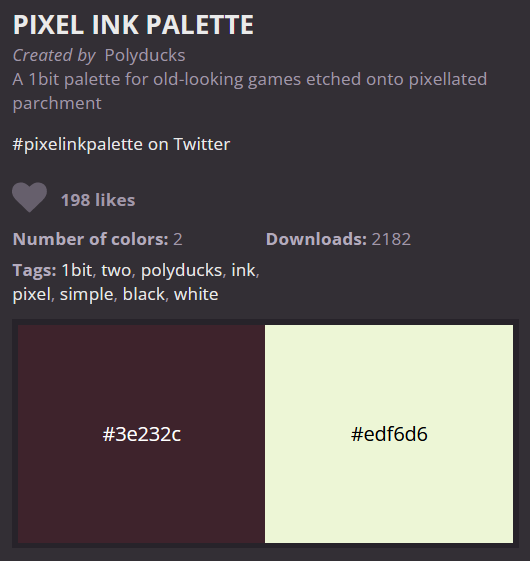 PIXEL INK PALETTE
Created by Polyducks
A 1bit palette for old-looking games etched onto pixellated
parchment
#pixelinkpalette on Twitter
198 likes
Number of colors: 2 Downloads: 2182
Tags: 1bit, two, polyducks, ink,
pixel, simple, black, white
#3e232c #edf6d6